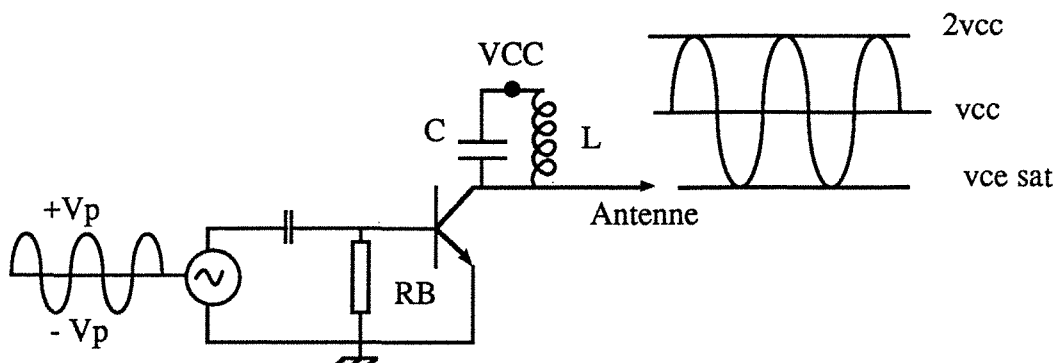 2vcc
VCC
vcc
C
L
vce sat
+Vp
Antenne
RB
- Vp